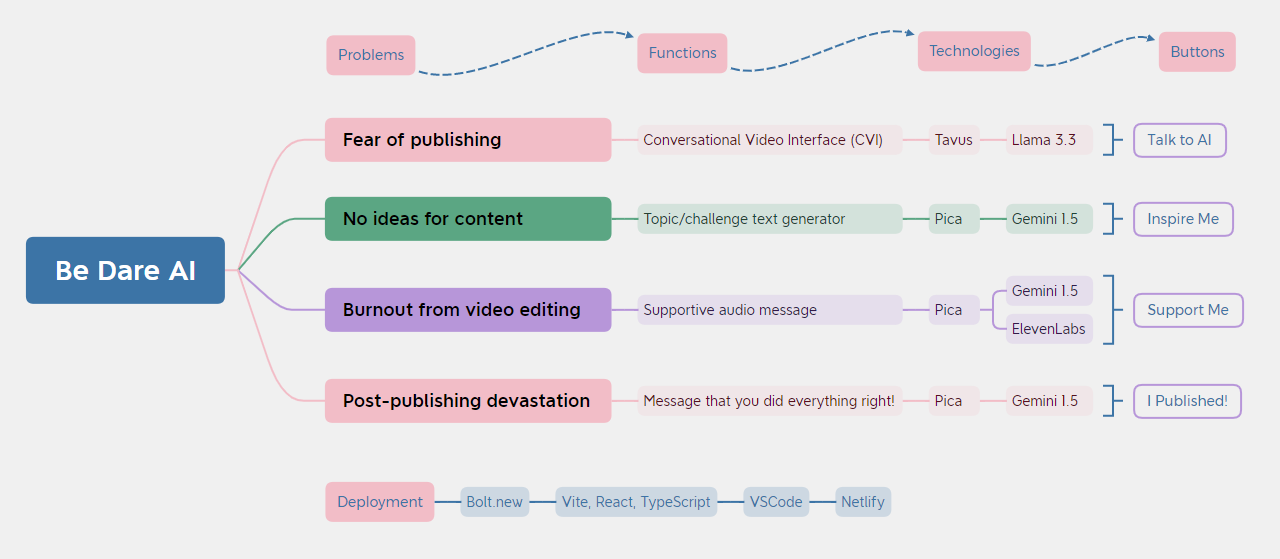 Problems
Functions
Technologies
Buttons
Fear of publishing
Conversational Video Interface (CVI)
Tavus
Llama 3.3
Talk to AI
No ideas for content
Topic/challenge text generator
Pica
Gemini 1.5
Inspire Me
Be Dare AI
Burnout from video editing
Supportive audio message
Pica
Gemini 1.5
ElevenLabs
Support Me
Post-publishing devastation
Message that you did everything right!
Pica
Gemini 1.5
I Published!
Deployment
Bolt.new
Vite, React, TypeScript
VSCode
Netlify